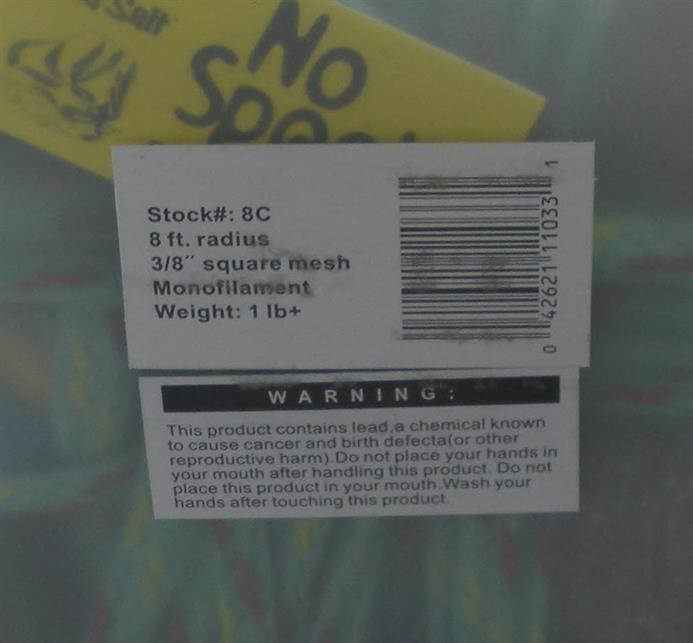 Salt
No
Stock#: 8C
8 ft. radius
3/8″ square mesh
Monofilament
Weight: 1 lb+
0 42621 11033 1
WARNING:
This product contains lead,a chemical known
to cause cancer and birth defecta(or other
reproductive harm).Do not place your hands in
your mouth after handling this product. Do not
place this product in your mouth.Wash your
hands after touching this product.